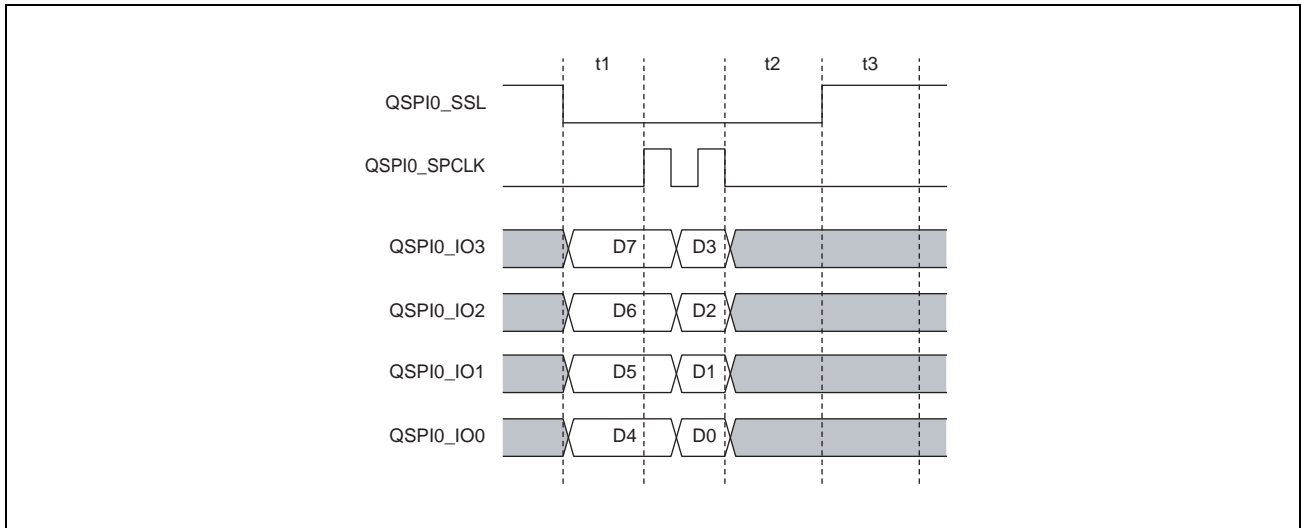 t1 t2 t3
QSPI0_SSL
QSPI0_SPCLK
QSPI0_IO3 D7 D3
QSPI0_IO2 D6 D2
QSPI0_IO1 D5 D1
QSPI0_IO0 D4 D0